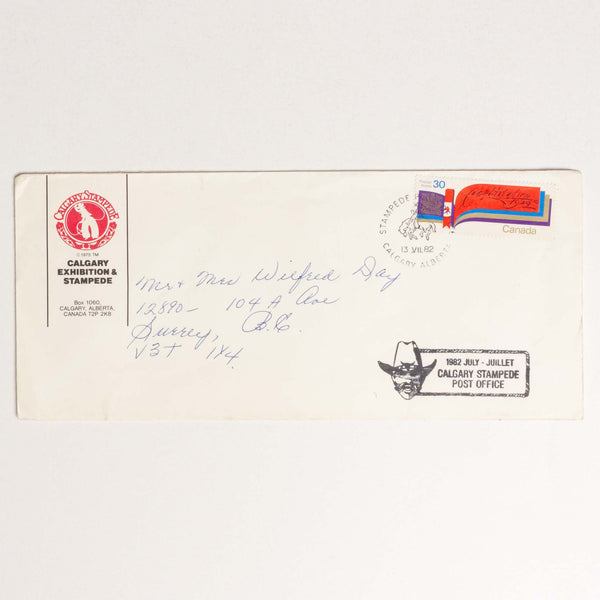 CALGARY STAMPEDE
© 1975 TM
CALGARY
EXHIBITION &
STAMPEDE
Box 1060,
CALGARY, ALBERTA,
CANADA T2P 2K8
30
Canada
STAMPEDE
13 VII 82
CALGARY ALBERTA
Mr & Mrs Wilfred Day
12890- 104 A Ave
Surrey, B.C.
V3T 1X4.
1982 JULY - JUILLET
CALGARY STAMPEDE
POST OFFICE